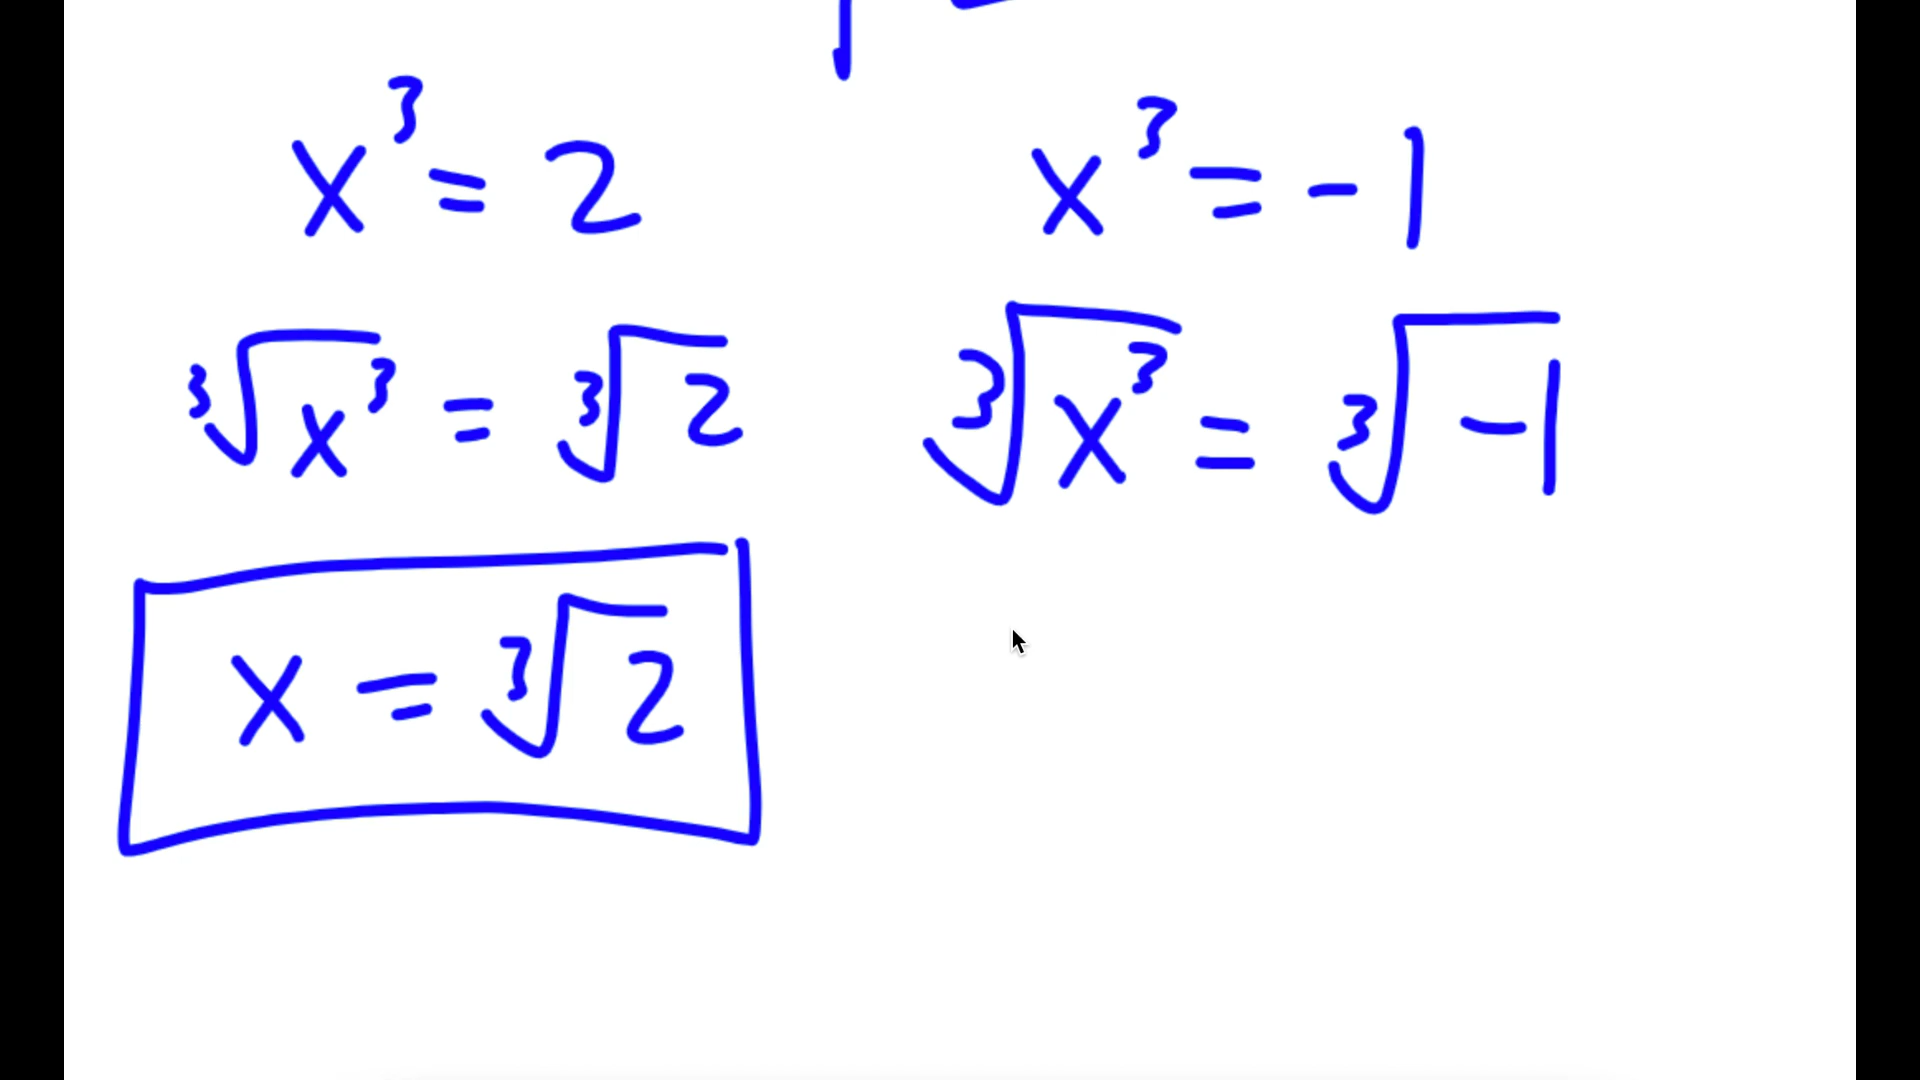 x³ = 2
x³ = -1
∛x³ = ∛2
∛x³ = ∛-1
x = ∛2